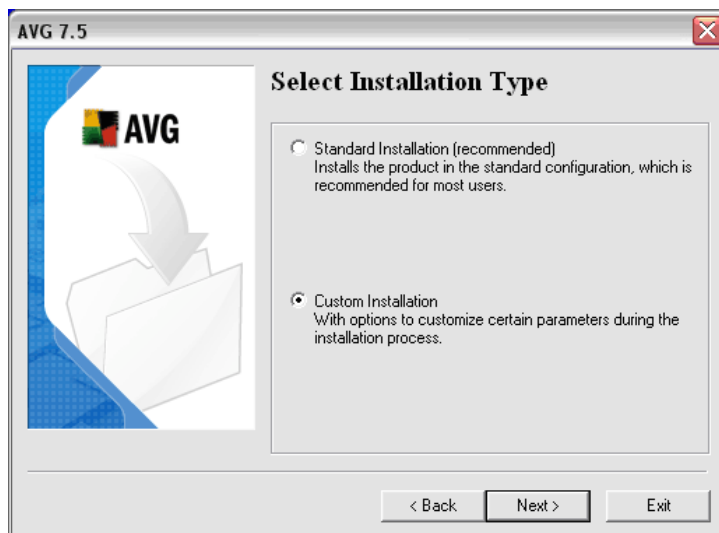 AVG 7.5
AVG
Select Installation Type
Standard Installation (recommended)
Installs the product in the standard configuration, which is
recommended for most users.
Custom Installation
With options to customize certain parameters during the
installation process.
< Back
Next >
Exit